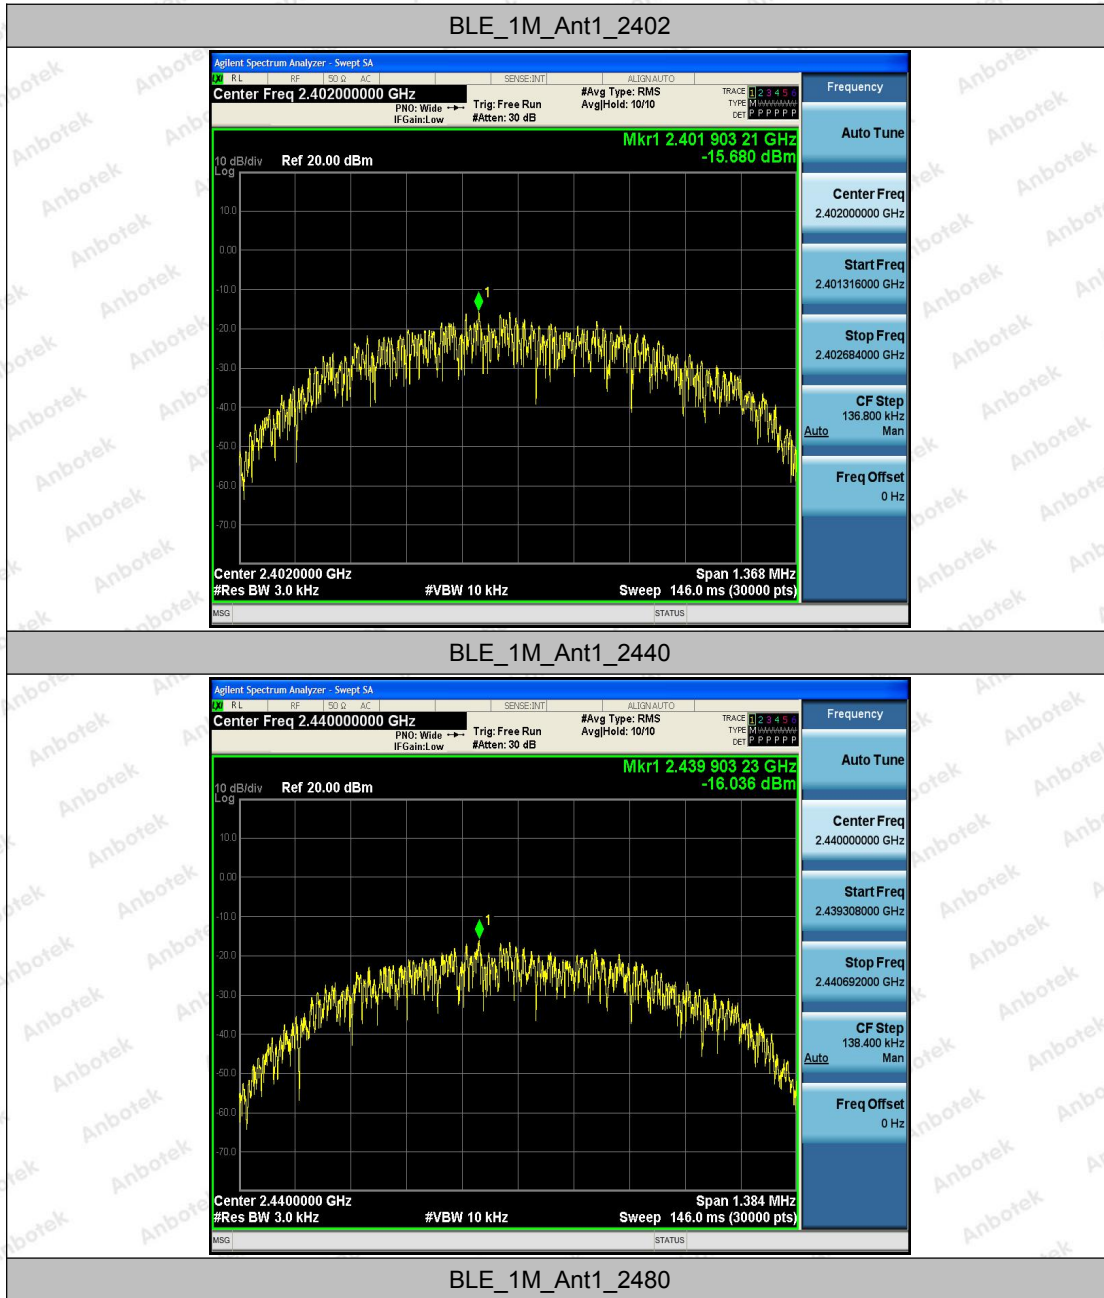 BLE_1M_Ant1_2402
Agilent Spectrum Analyzer - Swept SA
RL RF 50 Ω AC SENSE:INT ALIGN AUTO
Center Freq 2.402000000 GHz
PNO: Wide
IFGain:Low
Trig: Free Run
#Atten: 30 dB
#Avg Type: RMS
Avg|Hold: 10/10
TRACE 1 2 3 4 5 6
TYPE M
DET P P P P P P
Mkr1 2.401 903 21 GHz
-15.680 dBm
10 dB/div Ref 20.00 dBm
Log
10.0
0.00
-10.0
-20.0
-30.0
-40.0
-50.0
-60.0
-70.0
1
Center 2.4020000 GHz Span 1.368 MHz
#Res BW 3.0 kHz #VBW 10 kHz Sweep 146.0 ms (30000 pts)
MSG STATUS
Frequency
Auto Tune
Center Freq
2.402000000 GHz
Start Freq
2.401316000 GHz
Stop Freq
2.402684000 GHz
CF Step
136.800 kHz
Auto Man
Freq Offset
0 Hz
BLE_1M_Ant1_2440
Agilent Spectrum Analyzer - Swept SA
RL RF 50 Ω AC SENSE:INT ALIGN AUTO
Center Freq 2.440000000 GHz
PNO: Wide
IFGain:Low
Trig: Free Run
#Atten: 30 dB
#Avg Type: RMS
Avg|Hold: 10/10
TRACE 1 2 3 4 5 6
TYPE M
DET P P P P P P
Mkr1 2.439 903 23 GHz
-16.036 dBm
10 dB/div Ref 20.00 dBm
Log
10.0
0.00
-10.0
-20.0
-30.0
-40.0
-50.0
-60.0
-70.0
1
Center 2.4400000 GHz Span 1.384 MHz
#Res BW 3.0 kHz #VBW 10 kHz Sweep 146.0 ms (30000 pts)
MSG STATUS
Frequency
Auto Tune
Center Freq
2.440000000 GHz
Start Freq
2.439308000 GHz
Stop Freq
2.440692000 GHz
CF Step
138.400 kHz
Auto Man
Freq Offset
0 Hz
BLE_1M_Ant1_2480